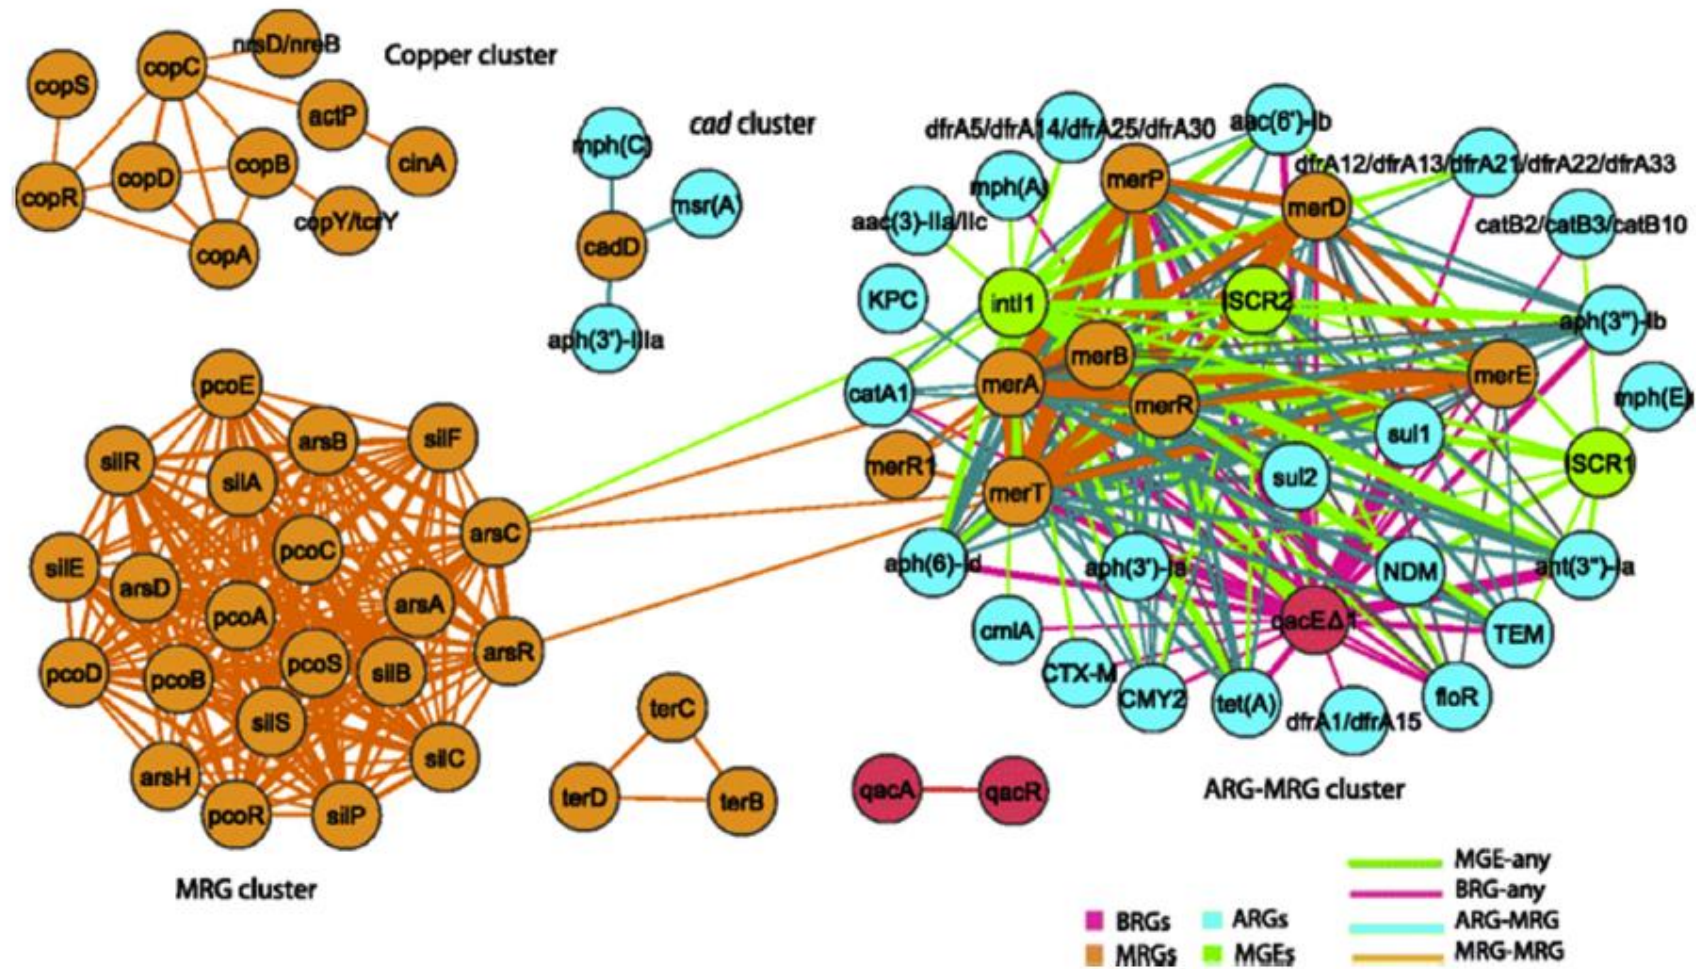 Copper cluster
nrsD/nreB
copC
copS
actP
cinA
copB
copD
copR
copY/tcrY
copA
cad cluster
mph(C)
msr(A)
cadD
aph(3')-IIIa
pcoE
arsB
silF
silR
silA
arsC
pcoC
silE
arsD
arsA
pcoA
arsR
pcoS
silB
pcoD
pcoB
silS
silC
arsH
pcoR
silP
MRG cluster
terC
terD
terB
qacA
qacR
dfrA5/dfrA14/dfrA25/dfrA30
aac(6')-Ib
dfrA12/dfrA13/dfrA21/dfrA22/dfrA33
merP
mph(A)
merD
aac(3)-IIa/IIc
catB2/catB3/catB10
KPC
intI1
ISCR2
aph(3")-Ib
merB
merA
merE
catA1
merR
mph(E)
sul1
merR1
ISCR1
sul2
merT
aph(6)-Id
aph(3')-Ia
NDM
ant(3")-Ia
cmlA
qacEΔ1
TEM
CTX-M
CMY2
tet(A)
floR
dfrA1/dfrA15
ARG-MRG cluster
MGE-any
BRG-any
ARG-MRG
MRG-MRG
BRGs
ARGs
MRGs
MGEs